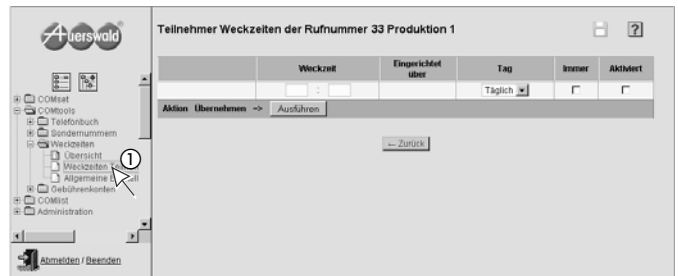 Auerswald
COMset
COMtools
Telefonbuch
Sondernummern
Weckzeiten
Übersicht
Weckzeiten Teil
Allgemeine
Gebührenkonten
COMlist
Administration
Abmelden / Beenden
1
Teilnehmer Weckzeiten der Rufnummer 33 Produktion 1
?
Weckzeit Eingerichtet über Tag Immer Aktiviert
: Täglich
Aktion Übernehmen -> Ausführen
← Zurück